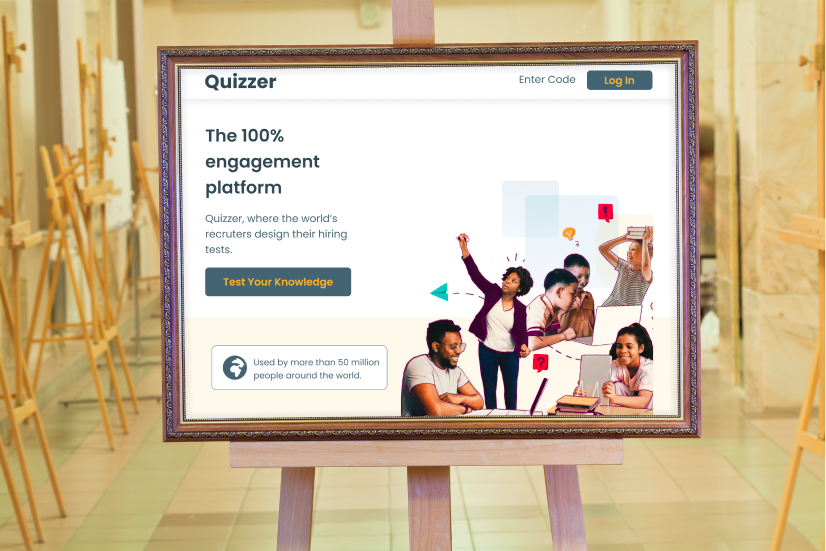 Quizzer
Enter Code
Log In
The 100%
engagement
platform
Quizzer, where the world's
recruters design their hiring
tests.
Test Your Knowledge
Used by more than 50 million
people around the world.
!
?